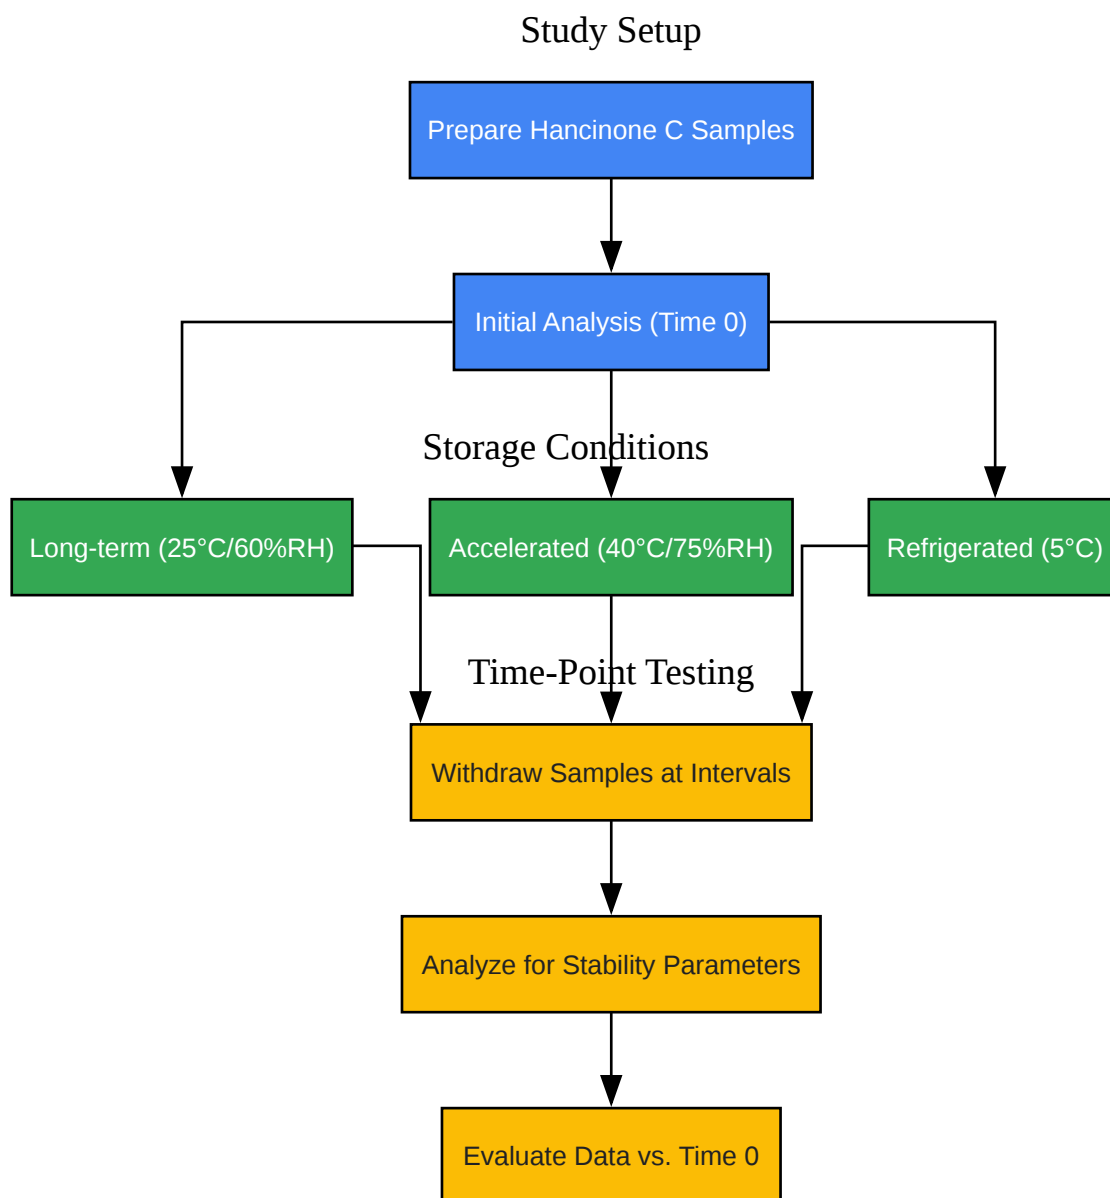 Study Setup
Prepare Hancinone C Samples
Initial Analysis (Time 0)
Storage Conditions
Long-term (25°C/60%RH)
Accelerated (40°C/75%RH)
Refrigerated (5°C)
Time-Point Testing
Withdraw Samples at Intervals
Analyze for Stability Parameters
Evaluate Data vs. Time 0